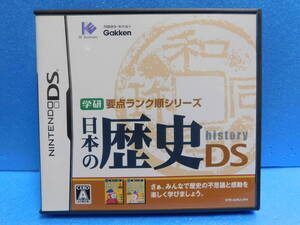 Gakken
NINTENDO DS
学研 要点ランク順シリーズ
日本の歴史DS
history
A
さぁ、みんなで歴史の不思議と感動を
楽しく学びましょう。